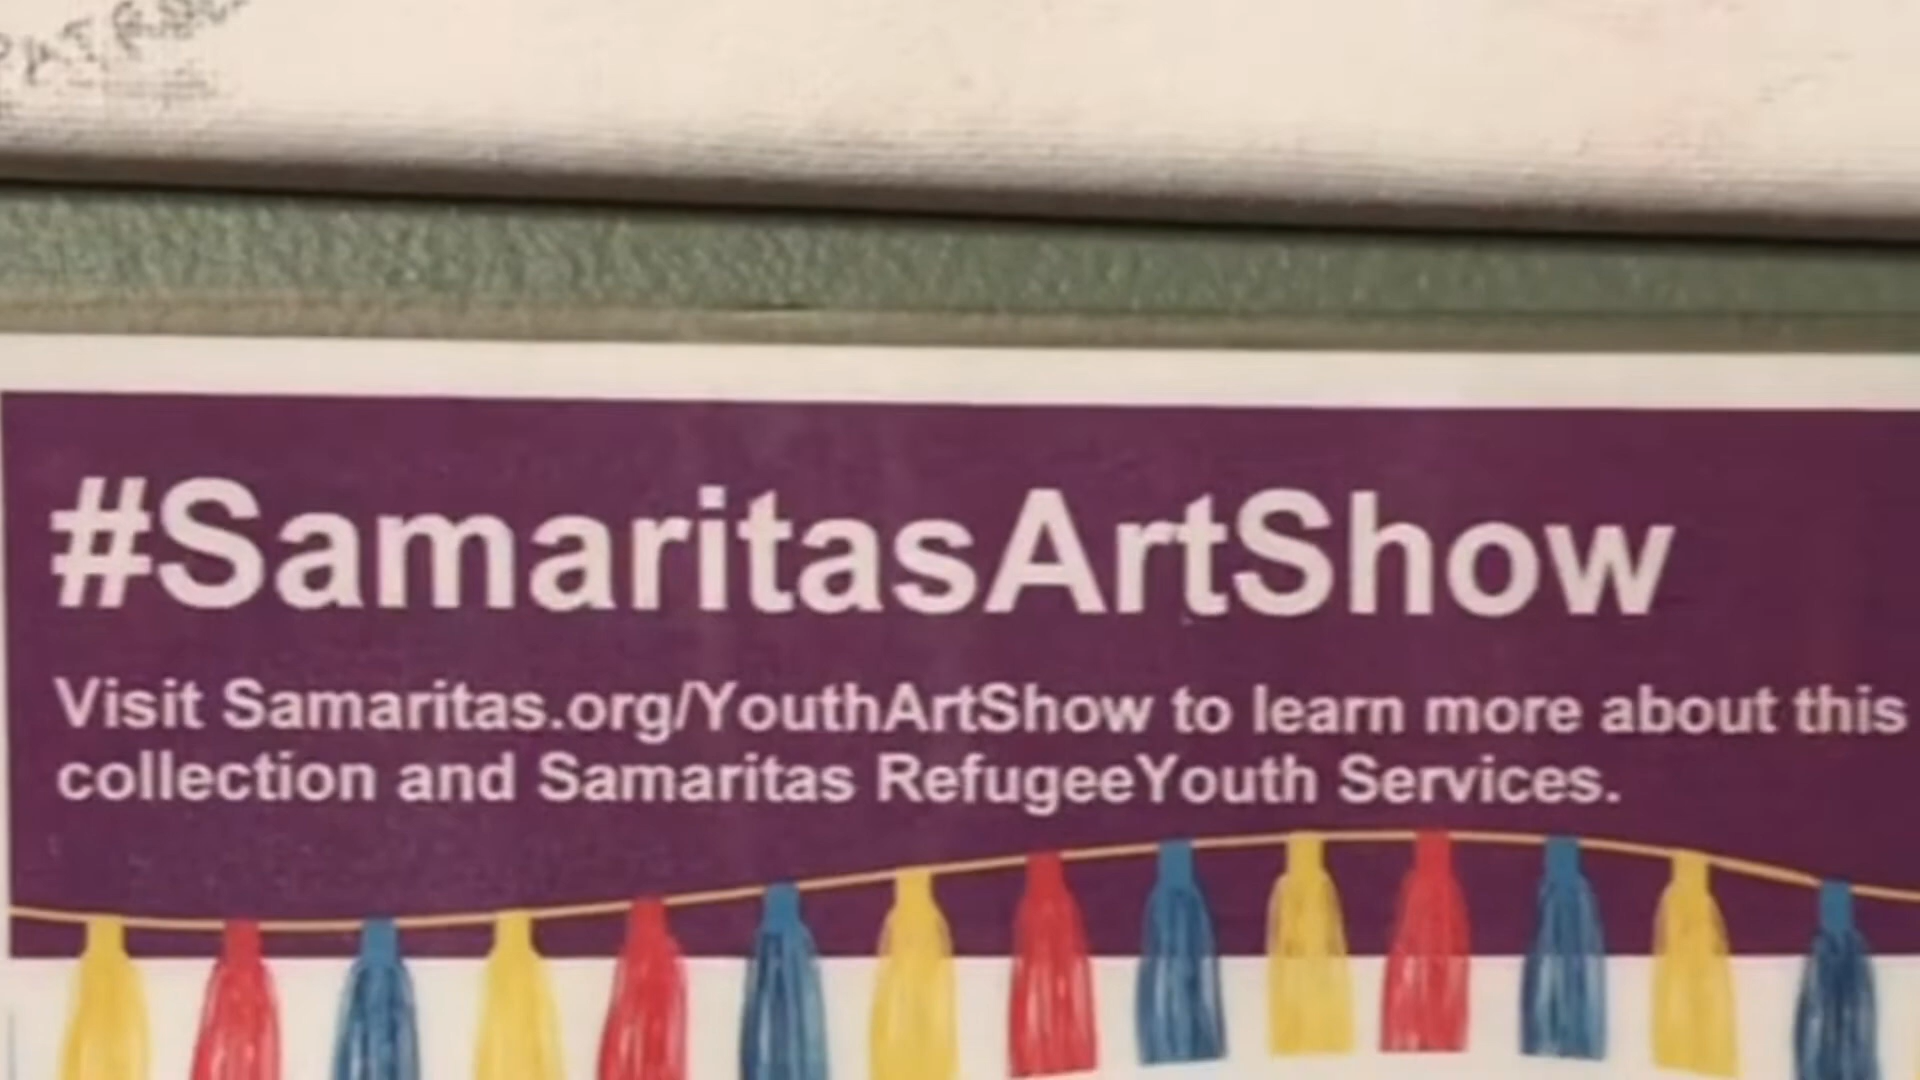 #SamaritasArtShow
Visit Samaritas.org/YouthArtShow to learn more about this
collection and Samaritas RefugeeYouth Services.